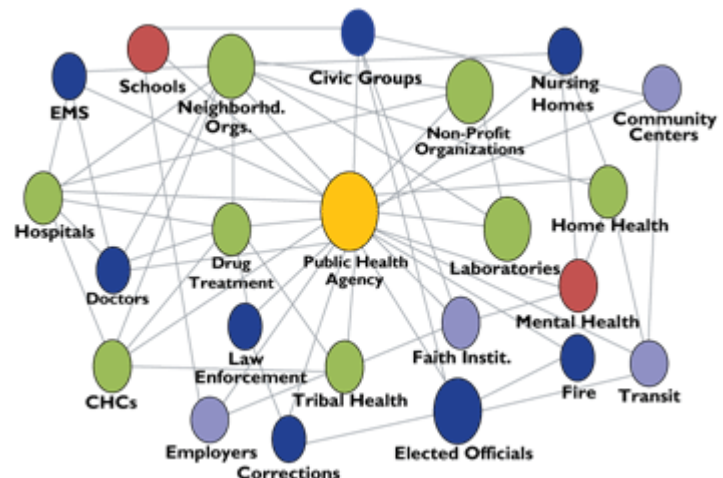 Schools
Civic Groups
EMS
Neighborhd.
Orgs.
Nursing
Homes
Non-Profit
Organizations
Community
Centers
Hospitals
Drug
Treatment
Public Health
Agency
Laboratories
Home Health
Doctors
Mental Health
Law
Enforcement
Faith Instit.
CHCs
Tribal Health
Fire
Transit
Employers
Corrections
Elected Officials